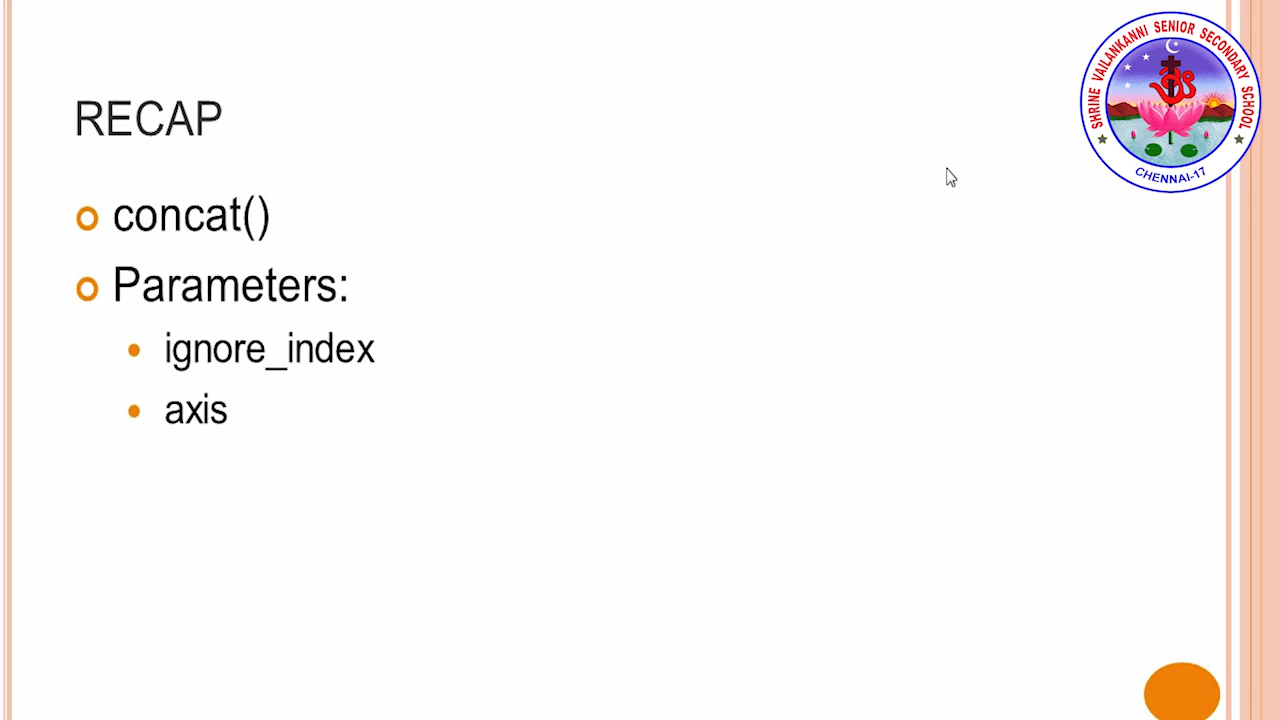 SHRINE VAILANKANNI SENIOR SECONDARY SCHOOL
CHENNAI-17
RECAP
concat()
Parameters:
ignore_index
axis